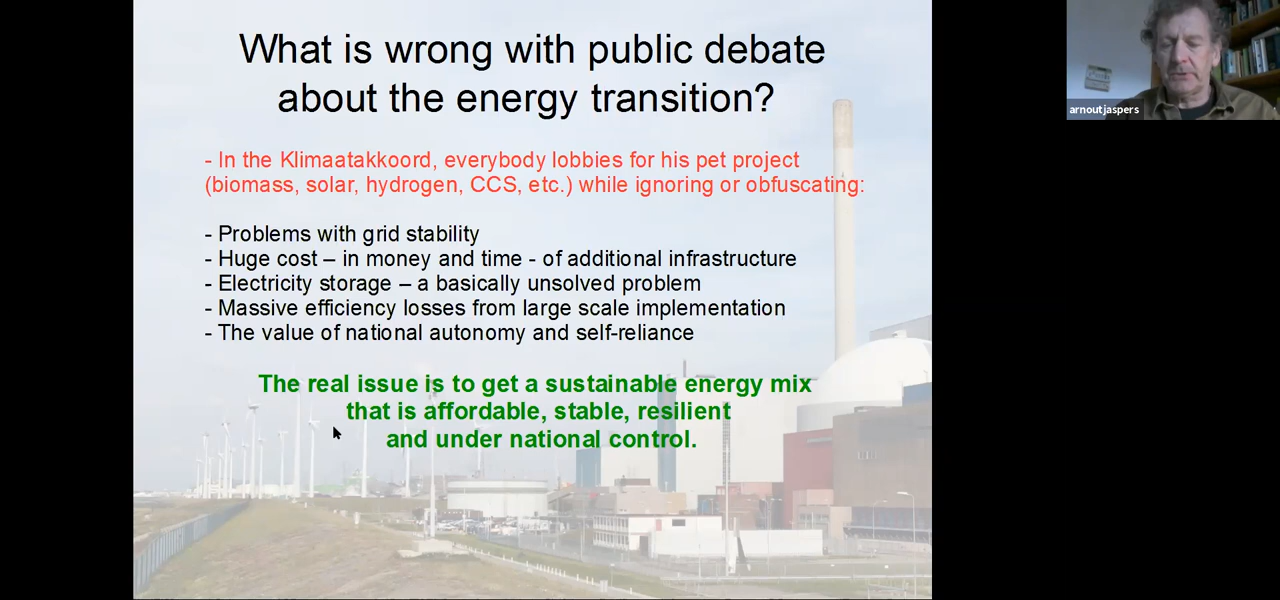 What is wrong with public debate
about the energy transition?
- In the Klimaatakkoord, everybody lobbies for his pet project
(biomass, solar, hydrogen, CCS, etc.) while ignoring or obfuscating:
- Problems with grid stability
- Huge cost – in money and time - of additional infrastructure
- Electricity storage – a basically unsolved problem
- Massive efficiency losses from large scale implementation
- The value of national autonomy and self-reliance
The real issue is to get a sustainable energy mix
that is affordable, stable, resilient
and under national control.
arnoutjaspers